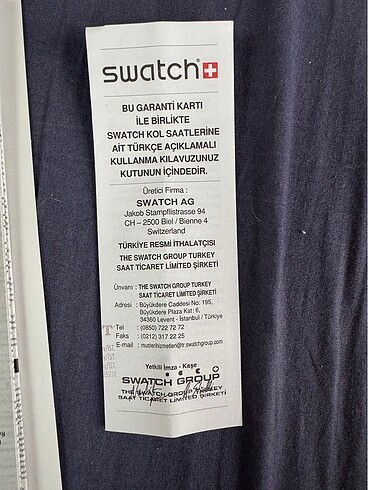 swatch
BU GARANTİ KARTI
İLE BİRLİKTE
SWATCH KOL SAATLERİNE
AİT TÜRKÇE AÇIKLAMALI
KULLANMA KILAVUZUNUZ
KUTUNUN İÇİNDEDİR.
Üretici Firma :
SWATCH AG
Jakob Stampflistrasse 94
CH – 2500 Biel / Bienne 4
Switzerland
TÜRKİYE RESMİ İTHALATÇISI
THE SWATCH GROUP TURKEY
SAAT TİCARET LİMİTED ŞİRKETİ
Ünvanı : THE SWATCH GROUP TURKEY
SAAT TİCARET LİMİTED ŞİRKETİ
Adresi : Büyükdere Caddesi No: 195,
Büyükdere Plaza Kat: 6,
34360 Levent - İstanbul / Türkiye
Tel : (0850) 722 72 72
Faks : (0212) 317 22 25
E-mail : musterihizmetleri@tr.swatchgroup.com
Yetkili İmza - Kaşe
SWATCH GROUP
THE SWATCH GROUP TURKEY
SAAT TİCARET LİMİTED ŞİRKETİ